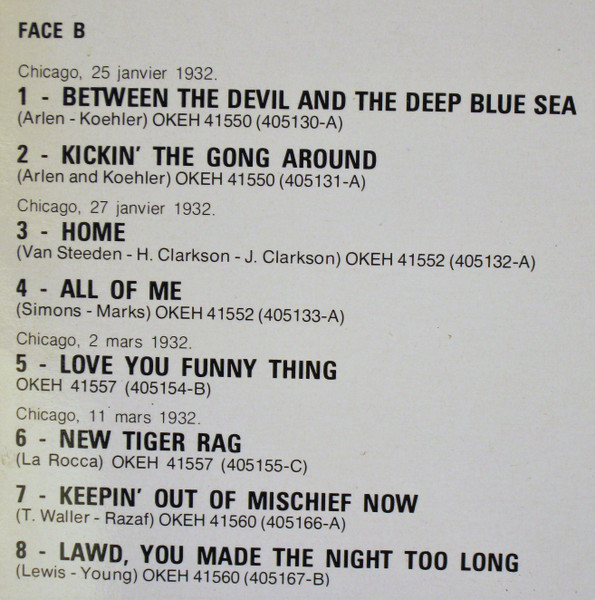 FACE B
Chicago, 25 janvier 1932.
1 - BETWEEN THE DEVIL AND THE DEEP BLUE SEA
(Arlen - Koehler) OKEH 41550 (405130-A)
2 - KICKIN' THE GONG AROUND
(Arlen and Koehler) OKEH 41550 (405131-A)
Chicago, 27 janvier 1932.
3 - HOME
(Van Steeden - H. Clarkson - J. Clarkson) OKEH 41552 (405132-A)
4 - ALL OF ME
(Simons - Marks) OKEH 41552 (405133-A)
Chicago, 2 mars 1932.
5 - LOVE YOU FUNNY THING
OKEH 41557 (405154-B)
Chicago, 11 mars 1932.
6 - NEW TIGER RAG
(La Rocca) OKEH 41557 (405155-C)
7 - KEEPIN' OUT OF MISCHIEF NOW
(T. Waller - Razaf) OKEH 41560 (405166-A)
8 - LAWD, YOU MADE THE NIGHT TOO LONG
(Lewis - Young) OKEH 41560 (405167-B)